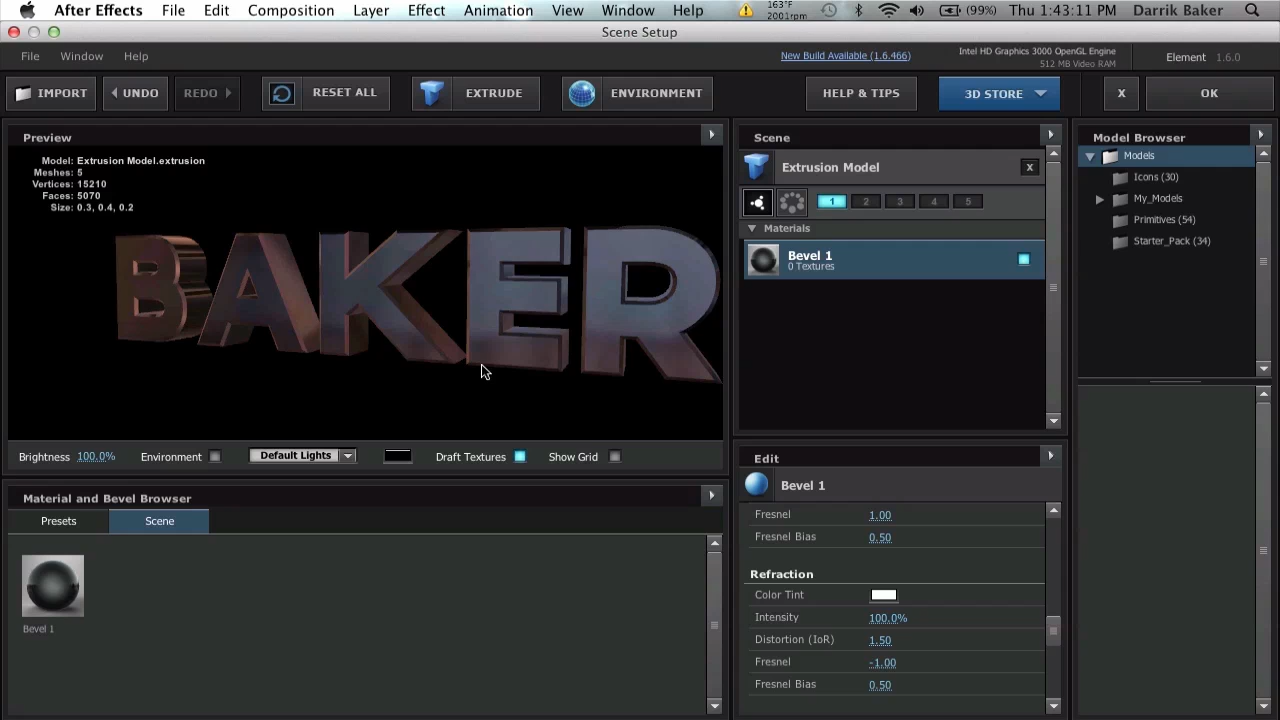 After Effects File Edit Composition Layer Effect Animation View Window Help 163°F 2001rpm (99%) Thu 1:43:11 PM Darrik Baker
Scene Setup
File Window Help New Build Available (1.6.466) Intel HD Graphics 3000 OpenGL Engine 512 MB Video RAM Element 1.6.0
IMPORT UNDO REDO RESET ALL EXTRUDE ENVIRONMENT HELP & TIPS 3D STORE X OK
Preview
Model: Extrusion Model.extrusion
Meshes: 5
Vertices: 15210
Faces: 5070
Size: 0.3, 0.4, 0.2
BAKER
Brightness 100.0% Environment Default Lights Draft Textures Show Grid
Material and Bevel Browser
Presets Scene
Bevel 1
Scene
Extrusion Model X
1 2 3 4 5
Materials
Bevel 1
0 Textures
Edit
Bevel 1
Fresnel 1.00
Fresnel Bias 0.50
Refraction
Color Tint
Intensity 100.0%
Distortion (IoR) 1.50
Fresnel -1.00
Fresnel Bias 0.50
Model Browser
Models
Icons (30)
My_Models
Primitives (54)
Starter_Pack (34)